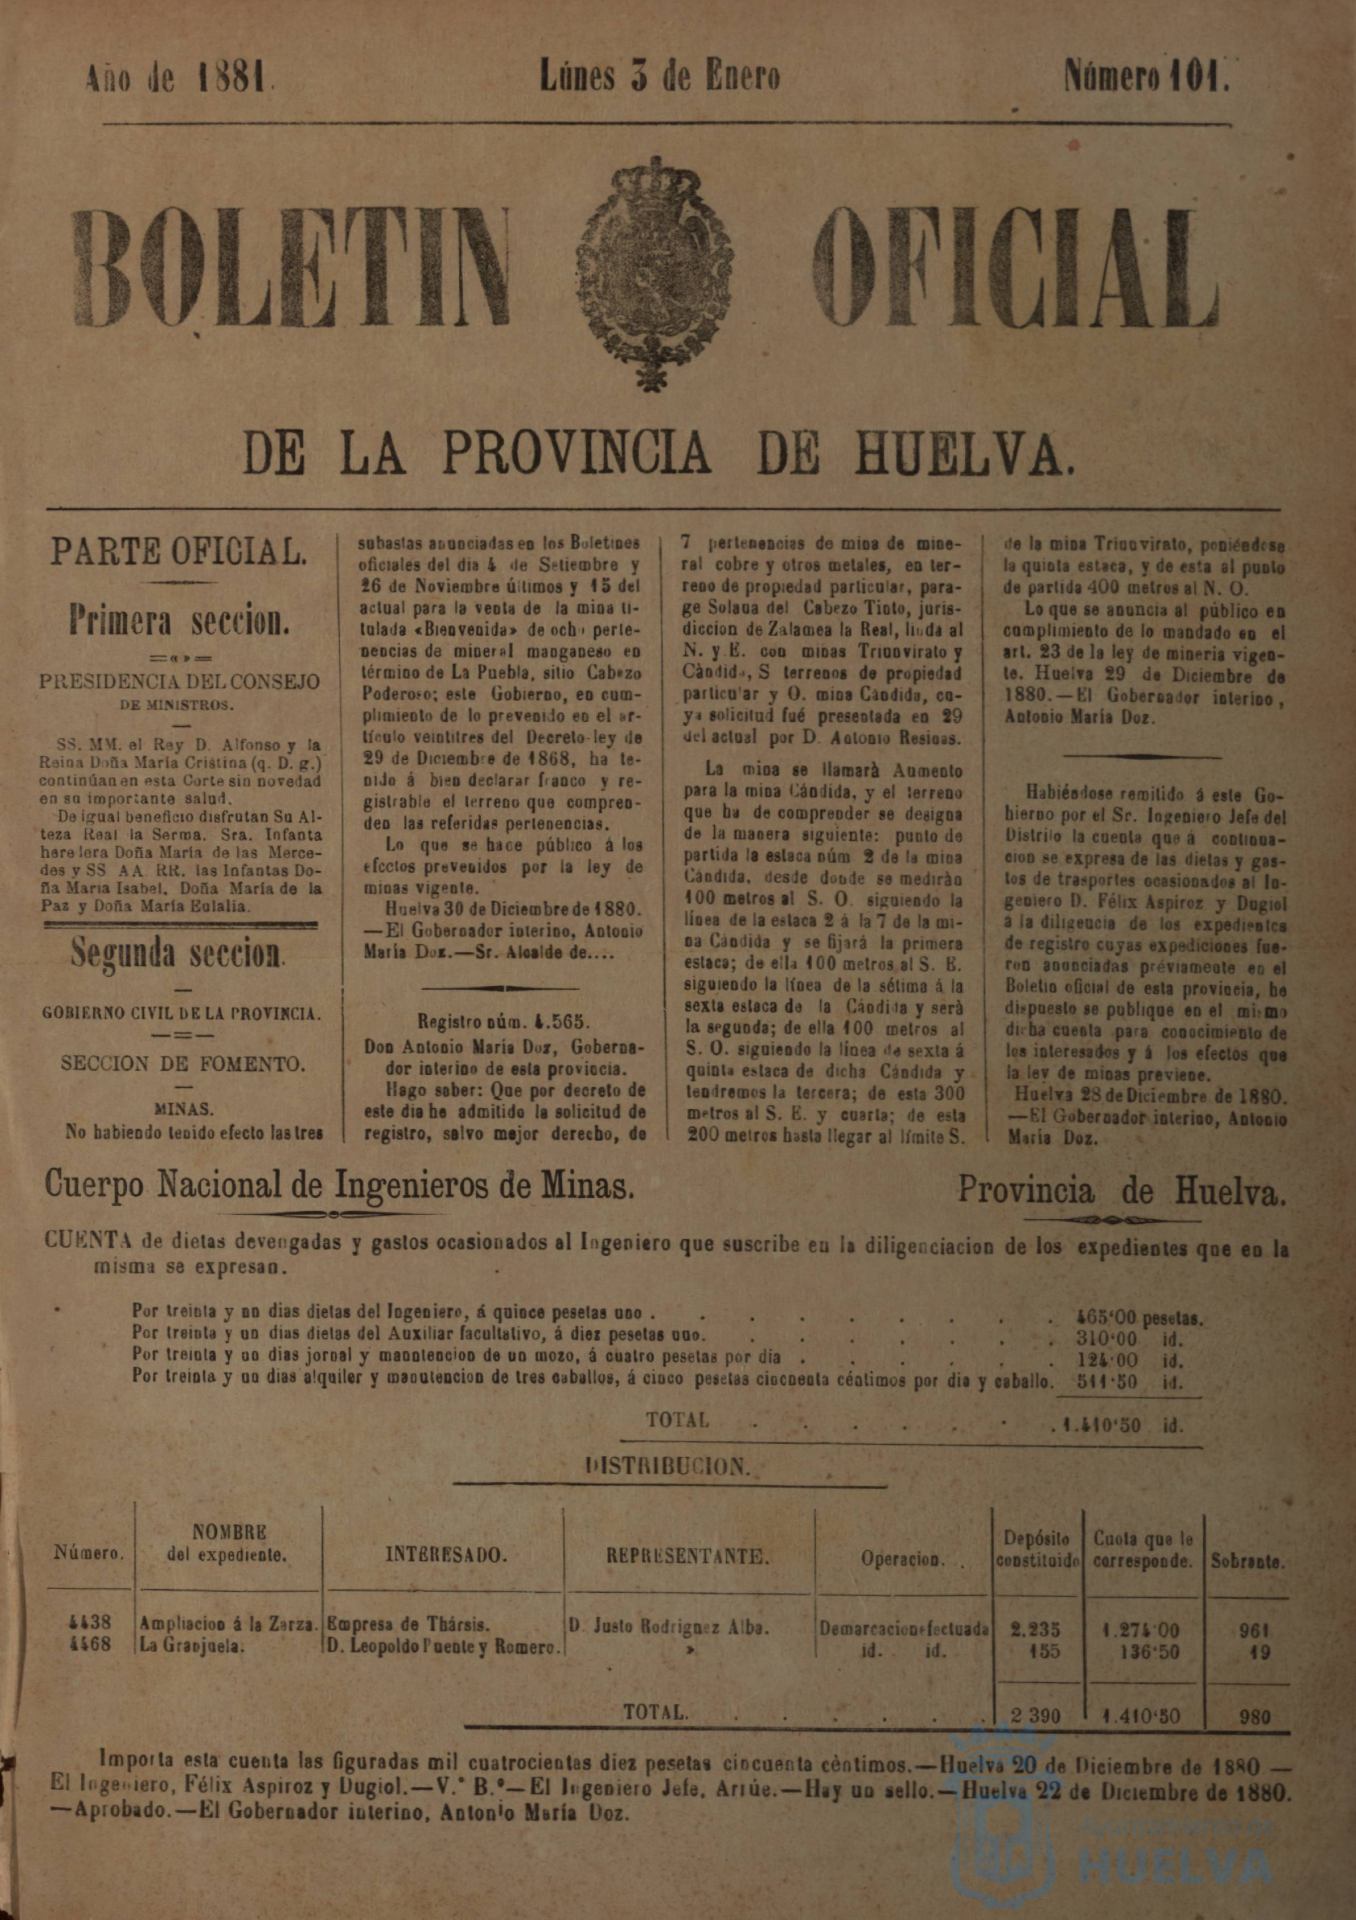 Año de 1881.
Lúnes 3 de Enero
Número 101.
BOLETIN OFICIAL
DE LA PROVINCIA DE HUELVA.
PARTE OFICIAL.
Primera seccion.
PRESIDENCIA DEL CONSEJO
DE MINISTROS.
SS. MM. el Rey D. Alfonso y la
Reina Doña María Cristina (q. D. g.)
continúan en esta Corte sin novedad
en su importante salud.
De igual beneficio disfrutan Su Al-
teza Real la Serma. Sra. Infanta
heredera Doña María de las Merce-
des y SS AA. RR. las Infantas Do-
ña María Isabel, Doña María de la
Paz y Doña María Eulalia.
Segunda seccion.
GOBIERNO CIVIL DE LA PROVINCIA.
SECCION DE FOMENTO.
MINAS.
No habiendo tenido efecto las tres
subastas anunciadas en los Boletines
oficiales del dia 4 de Setiembre y
26 de Noviembre últimos y 15 del
actual para la venta de la mina ti-
tulada «Bienvenida» de ocho perte-
nencias de mineral manganeso en
término de La Puebla, sitio Cabezo
Poderoso; este Gobierno, en cum-
plimiento de lo prevenido en el ar-
tículo veintitres del Decreto-ley de
29 de Diciembre de 1868, ha te-
nido á bien declarar franco y re-
gistrable el terreno que compren-
den las referidas pertenencias.
Lo que se hace público á los
efectos prevenidos por la ley de
minas vigente.
Huelva 30 de Diciembre de 1880.
—El Gobernador interino, Antonio
María Doz.—Sr. Alcalde de....
Registro núm. 4.565.
Don Antonio María Doz, Goberna-
dor interino de esta provincia.
Hago saber: Que por decreto de
este dia he admitido la solicitud de
registro, salvo mejor derecho, de
7 pertenencias de mina de mine-
ral cobre y otros metales, en ter-
reno de propiedad particular, para-
ge Solana del Cabezo Tinto, juris-
diccion de Zalamea la Real, linda al
N. y E. con minas Triunvirato y
Càndida, S terrenos de propiedad
particular y O. mina Càndida, cu-
ya solicitud fué presentada en 29
del actual por D. Antonio Resinas.
La mina se llamarà Aumento
para la mina Cándida, y el terreno
que ha de comprender se designa
de la manera siguiente: punto de
partida la estaca núm 2 de la mina
Cándida, desde donde se medirán
100 metros al S. O. siguiendo la
línea de la estaca 2 á la 7 de la mi-
na Cándida y se fijará la primera
estaca; de ella 100 metros al S. E.
siguiendo la línea de la sétima á la
sexta estaca de la Cándida y serà
la segunda; de ella 100 metros al
S. O. siguiendo la línea de sexta á
quinta estaca de dicha Cándida y
tendremos la tercera; de esta 300
metros al S. E. y cuarta; de esta
200 metros hasta llegar al límite S.
de la mina Triunvirato, poniéndose
la quinta estaca, y de esta al punto
de partida 400 metros al N. O.
Lo que se anuncia al público en
cumplimiento de lo mandado en el
art. 23 de la ley de mineria vigen-
te. Huelva 29 de Diciembre de
1880.—El Gobernador interino,
Antonio María Doz.
Habiéndose remitido á este Go-
bierno por el Sr. Ingeniero Jefe del
Distrito la cuenta que á continua-
cion se expresa de las dietas y gas-
tos de trasportes ocasionados al In-
geniero D. Félix Aspiroz y Dugiol
á la diligencia de los expedientes
de registro cuyas expediciones fue-
ron anunciadas préviamente en el
Boletin oficial de esta provincia, he
dispuesto se publique en el mismo
dicha cuenta para conocimiento de
los interesados y á los efectos que
la ley de minas previene.
Huelva 28 de Diciembre de 1880.
—El Gobernador interino, Antonio
María Doz.
Cuerpo Nacional de Ingenieros de Minas.
Provincia de Huelva.
CUENTA de dietas devengadas y gastos ocasionados al Ingeniero que suscribe en la diligenciacion de los expedientes que en la
misma se expresan.
Por treinta y un dias dietas del Ingeniero, á quince pesetas uno . . . . . . . 465'00 pesetas.
Por treinta y un dias dietas del Auxiliar facultativo, á diez pesetas uno. . . . . . . 310'00 id.
Por treinta y un dias jornal y manutencion de un mozo, á cuatro pesetas por dia . . . . . 124'00 id.
Por treinta y un dias alquiler y manutencion de tres caballos, á cinco pesetas cincuenta céntimos por dia y caballo. 511'50 id.
TOTAL . . . . . . . 1.410'50 id.
DISTRIBUCION.
Número. NOMBRE del expediente. INTERESADO. REPRESENTANTE. Operacion. Depósito constituido Cuota que le corresponde. Sobrante.
4438 Ampliacion á la Zarza. Empresa de Thársis. D. Justo Rodriguez Alba. Demarcacion efectuada 2.235 1.274'00 961
4468 La Granjuela. D. Leopoldo Puente y Romero. » id. id. 155 136'50 19
TOTAL. . . . . . . 2 390 1.410'50 980
Importa esta cuenta las figuradas mil cuatrocientas diez pesetas cincuenta cèntimos.—Huelva 20 de Diciembre de 1880—
El Ingeniero, Félix Aspiroz y Dugiol.—V.º B.º—El Ingeniero Jefe, Arrúe.—Hay un sello.—Huelva 22 de Diciembre de 1880.
—Aprobado.—El Gobernador interino, Antonio María Doz.
Ayuntamiento de
HUELVA